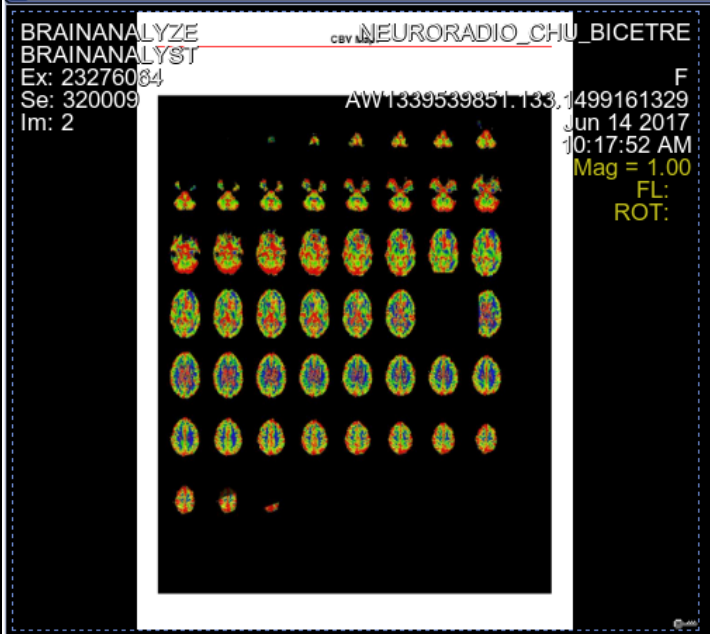 BRAINANALYZE
BRAINANALYST
Ex: 23276064
Se: 320009
Im: 2
CBV
NEURORADIO_CHU_BICETRE
F
AW1339539851.133.1499161329
Jun 14 2017
10:17:52 AM
Mag = 1.00
FL:
ROT: